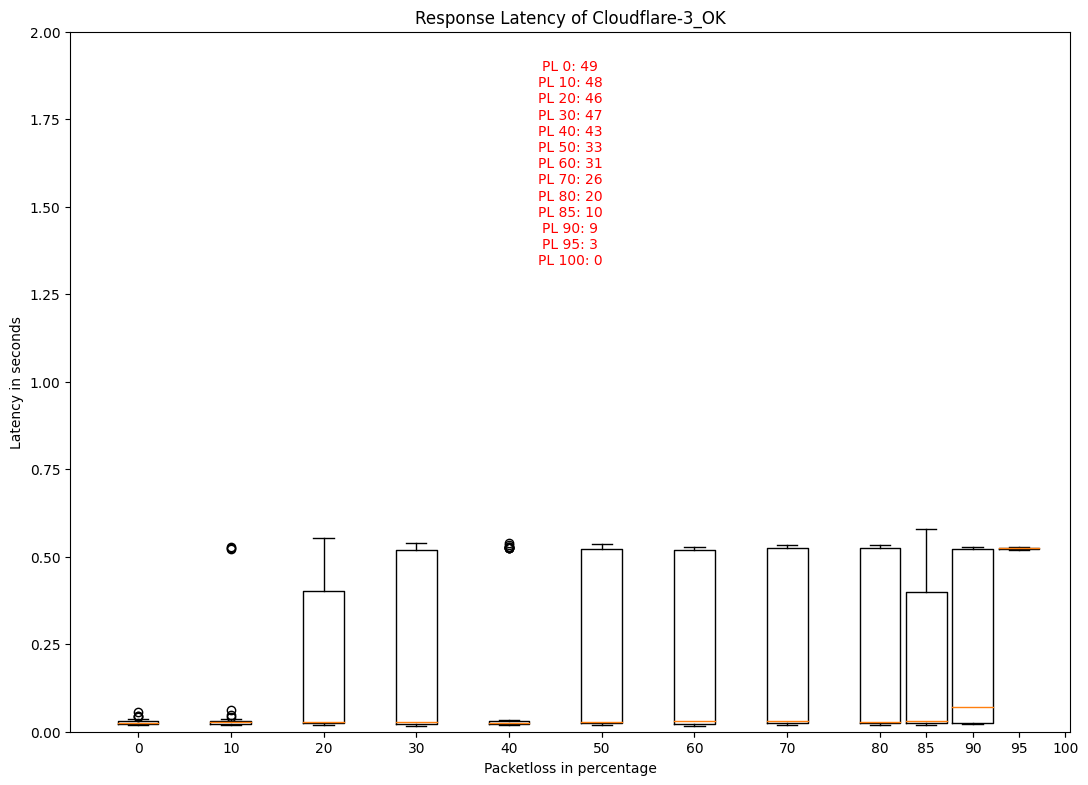 Response Latency of Cloudflare-3_OK
2.00
1.75
1.50
1.25
1.00
0.75
0.50
0.25
0.00
Latency in seconds
PL 0: 49
PL 10: 48
PL 20: 46
PL 30: 47
PL 40: 43
PL 50: 33
PL 60: 31
PL 70: 26
PL 80: 20
PL 85: 10
PL 90: 9
PL 95: 3
PL 100: 0
0 10 20 30 40 50 60 70 80 85 90 95 100
Packetloss in percentage